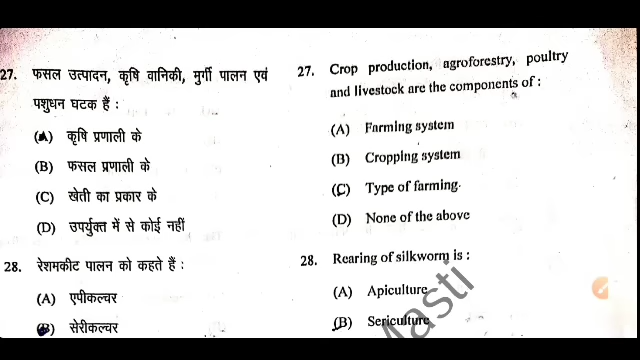 27. फसल उत्पादन, कृषि वानिकी, मुर्गी पालन एवं
पशुधन घटक हैं :
(A) कृषि प्रणाली के
(B) फसल प्रणाली के
(C) खेती का प्रकार के
(D) उपर्युक्त में से कोई नहीं
28. रेशमकीट पालन को कहते हैं :
(A) एपीकल्चर
(B) सेरीकल्चर
27. Crop production, agroforestry, poultry
and livestock are the components of :
(A) Farming system
(B) Cropping system
(C) Type of farming.
(D) None of the above
28. Rearing of silkworm is :
(A) Apiculture
(B) Sericulture
Masti